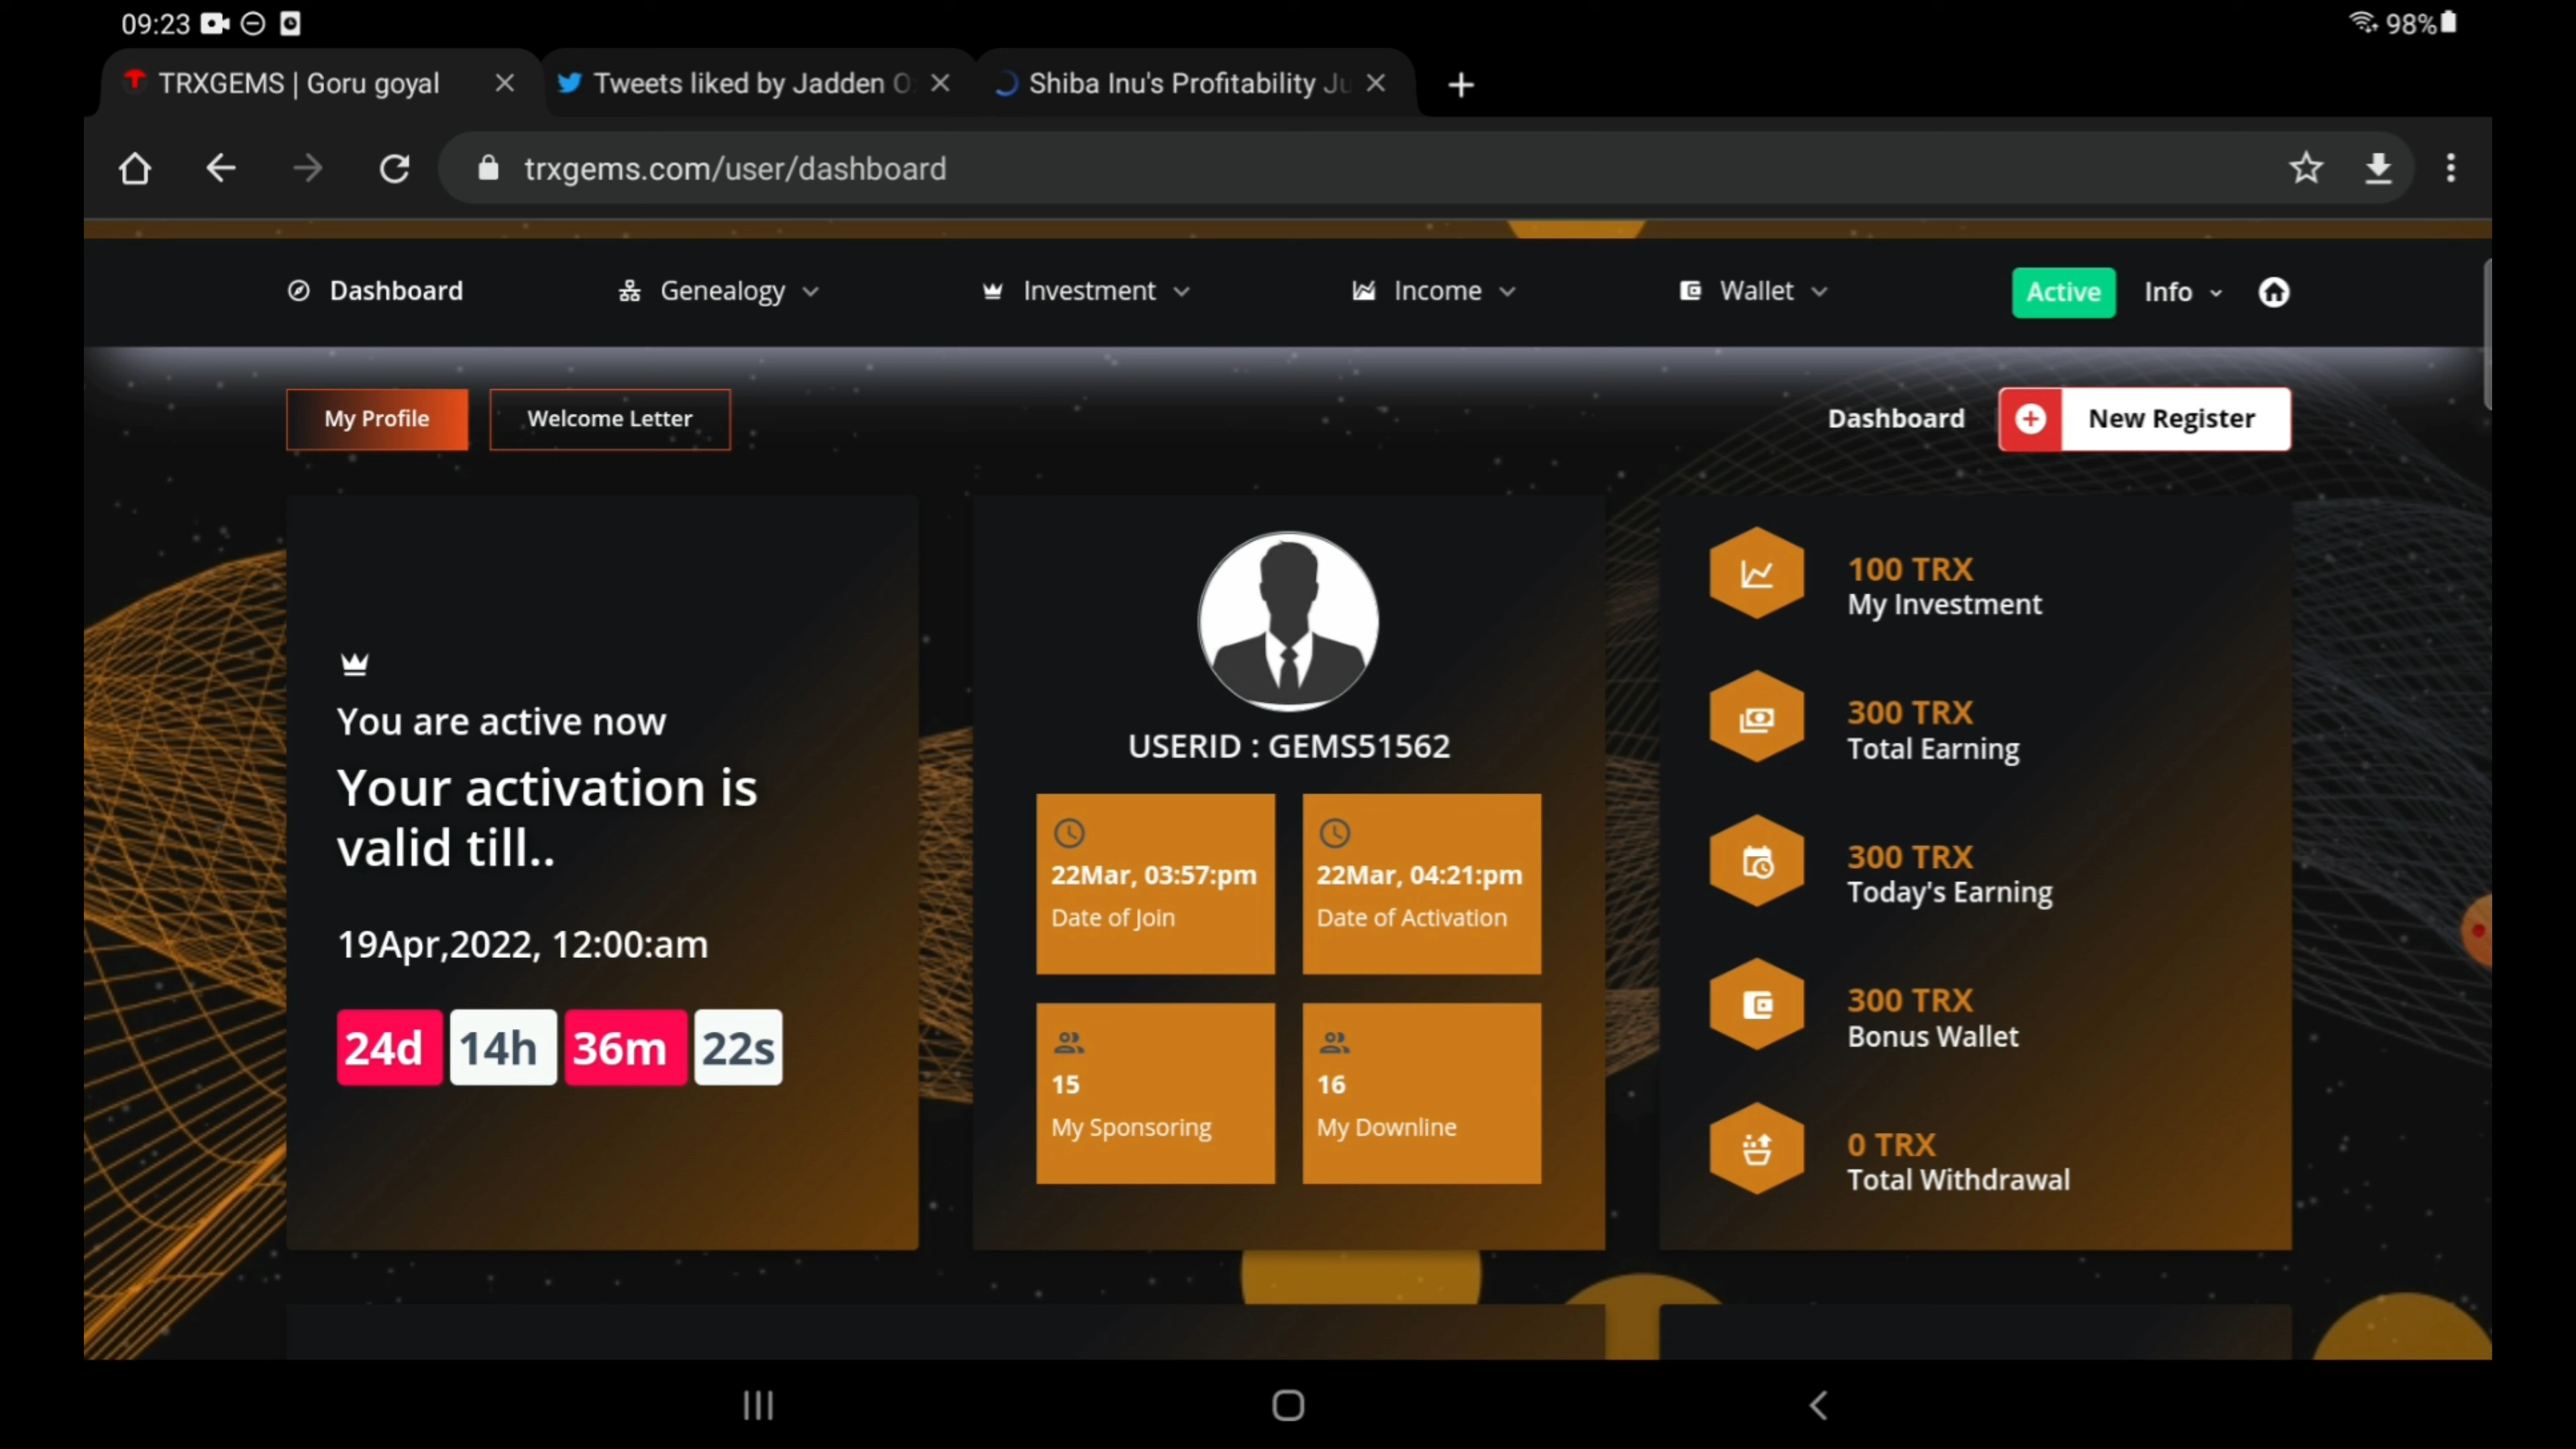 09:23
98%
TRXGEMS | Goru goyal
Tweets liked by Jadden O
Shiba Inu's Profitability Ju
trxgems.com/user/dashboard
Dashboard
Genealogy
Investment
Income
Wallet
Active
Info
My Profile
Welcome Letter
Dashboard
New Register
You are active now
Your activation is
valid till..
19Apr,2022, 12:00:am
24d 14h 36m 22s
USERID : GEMS51562
22Mar, 03:57:pm
Date of Join
22Mar, 04:21:pm
Date of Activation
15
My Sponsoring
16
My Downline
100 TRX
My Investment
300 TRX
Total Earning
300 TRX
Today's Earning
300 TRX
Bonus Wallet
0 TRX
Total Withdrawal